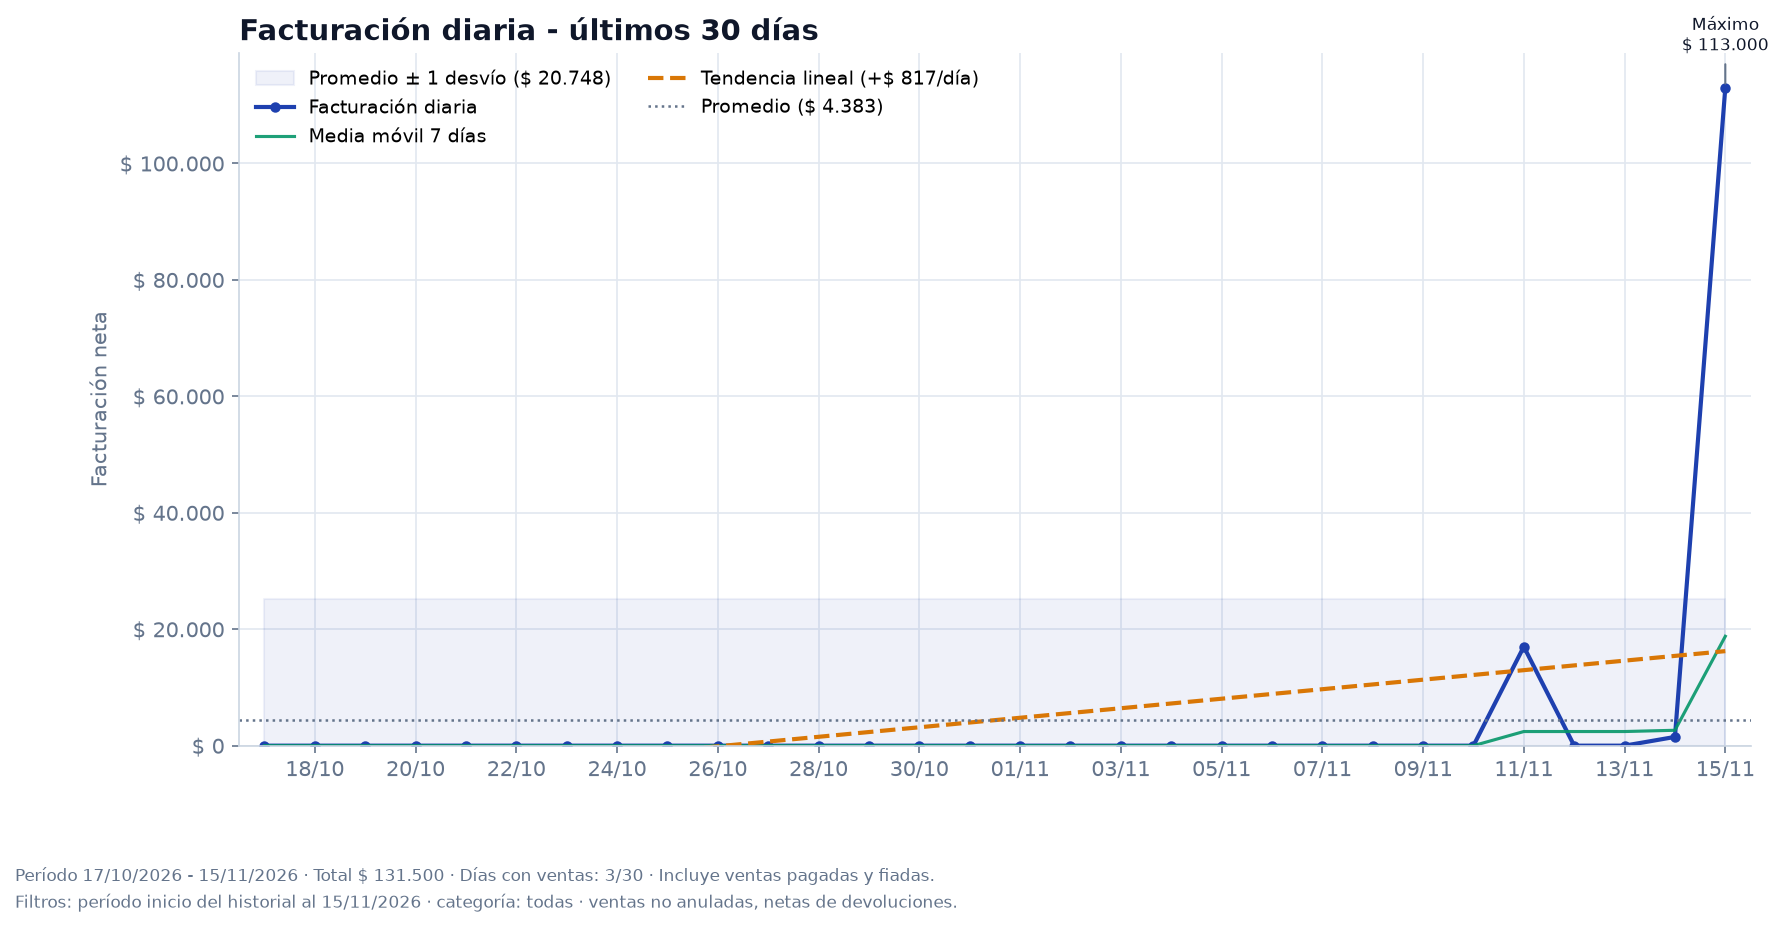 Facturación diaria - últimos 30 días
Máximo
$ 113.000
Promedio ± 1 desvío ($ 20.748)
Facturación diaria
Media móvil 7 días
Tendencia lineal (+$ 817/día)
Promedio ($ 4.383)
Facturación neta
$ 100.000
$ 80.000
$ 60.000
$ 40.000
$ 20.000
$ 0
18/10 20/10 22/10 24/10 26/10 28/10 30/10 01/11 03/11 05/11 07/11 09/11 11/11 13/11 15/11
Período 17/10/2026 - 15/11/2026 · Total $ 131.500 · Días con ventas: 3/30 · Incluye ventas pagadas y fiadas.
Filtros: período inicio del historial al 15/11/2026 · categoría: todas · ventas no anuladas, netas de devoluciones.